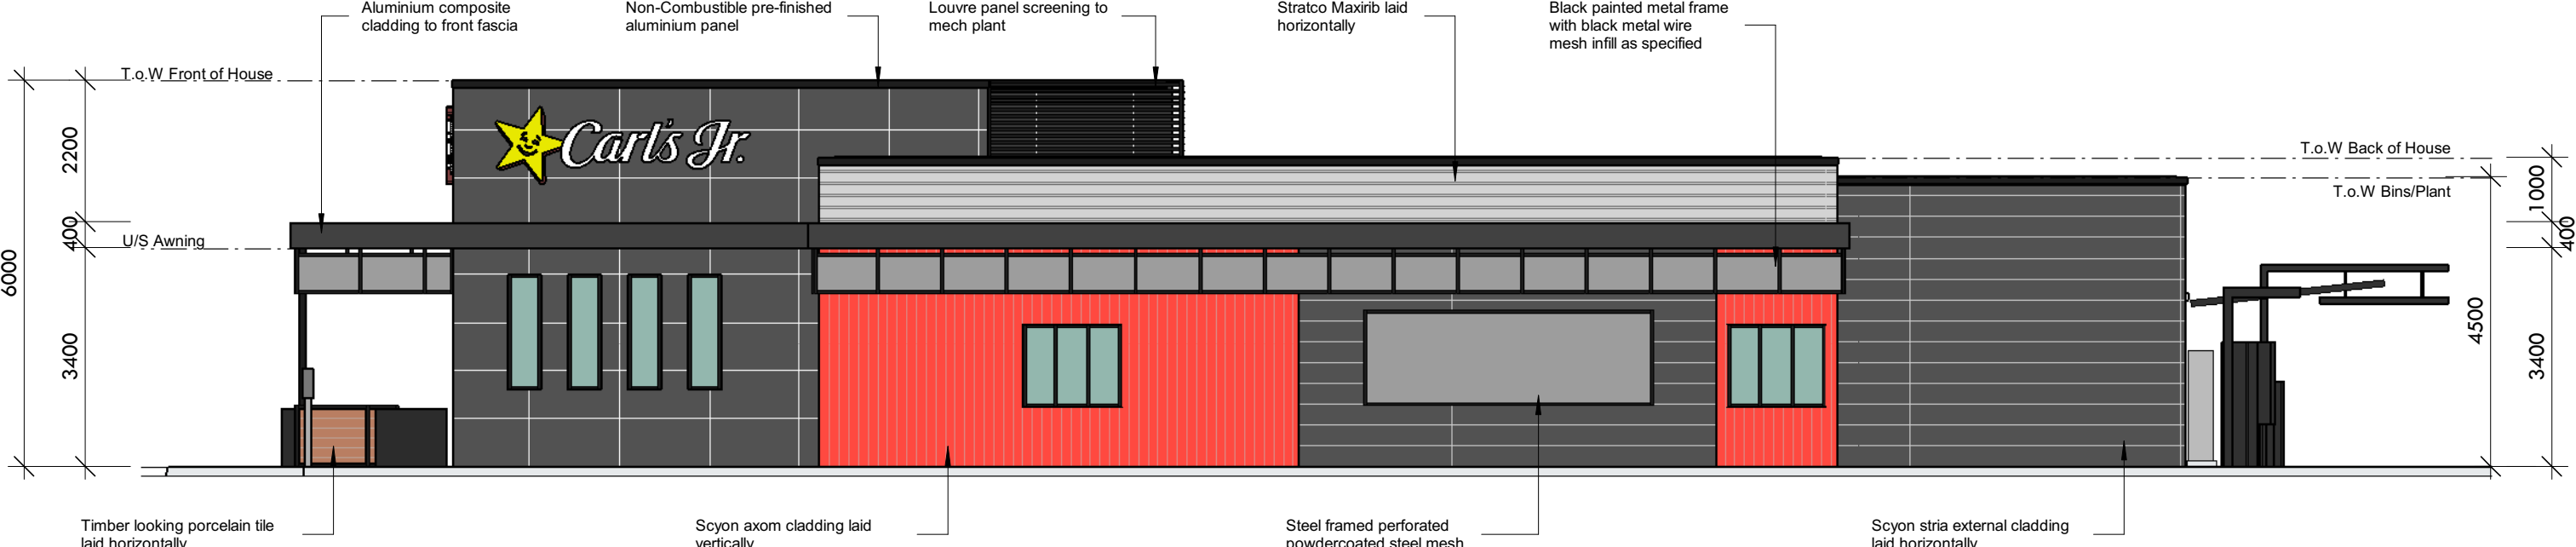 Aluminium composite
cladding to front fascia
Non-Combustible pre-finished
aluminium panel
Louvre panel screening to
mech plant
Stratco Maxirib laid
horizontally
Black painted metal frame
with black metal wire
mesh infill as specified
T.o.W Front of House
T.o.W Back of House
T.o.W Bins/Plant
U/S Awning
6000
2200
400
3400
Carl's Jr.
4500
1000
400
3400
Timber looking porcelain tile
laid horizontally
Scyon axom cladding laid
vertically
Steel framed perforated
powdercoated steel mesh
Scyon stria external cladding
laid horizontally